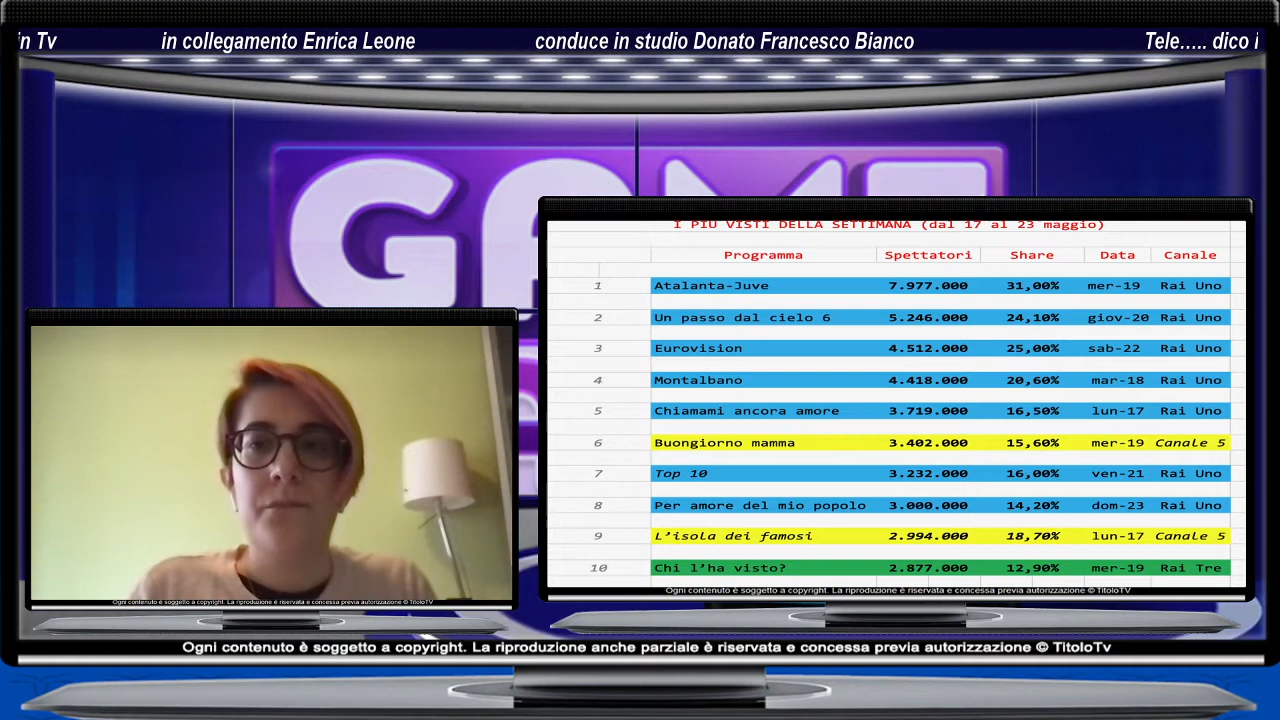 in Tv in collegamento Enrica Leone conduce in studio Donato Francesco Bianco Tele..... dico i
GAME
I PIÙ VISTI DELLA SETTIMANA (dal 17 al 23 maggio)
Programma Spettatori Share Data Canale
1 Atalanta-Juve 7.977.000 31,00% mer-19 Rai Uno
2 Un passo dal cielo 6 5.246.000 24,10% giov-20 Rai Uno
3 Eurovision 4.512.000 25,00% sab-22 Rai Uno
4 Montalbano 4.418.000 20,60% mar-18 Rai Uno
5 Chiamami ancora amore 3.719.000 16,50% lun-17 Rai Uno
6 Buongiorno mamma 3.402.000 15,60% mer-19 Canale 5
7 Top 10 3.232.000 16,00% ven-21 Rai Uno
8 Per amore del mio popolo 3.000.000 14,20% dom-23 Rai Uno
9 L'isola dei famosi 2.994.000 18,70% lun-17 Canale 5
10 Chi l'ha visto? 2.877.000 12,90% mer-19 Rai Tre
Ogni contenuto è soggetto a copyright. La riproduzione è riservata e concessa previa autorizzazione © TitoloTV
Ogni contenuto è soggetto a copyright. La riproduzione è riservata e concessa previa autorizzazione © TitoloTV
Ogni contenuto è soggetto a copyright. La riproduzione anche parziale è riservata e concessa previa autorizzazione © TitoloTv